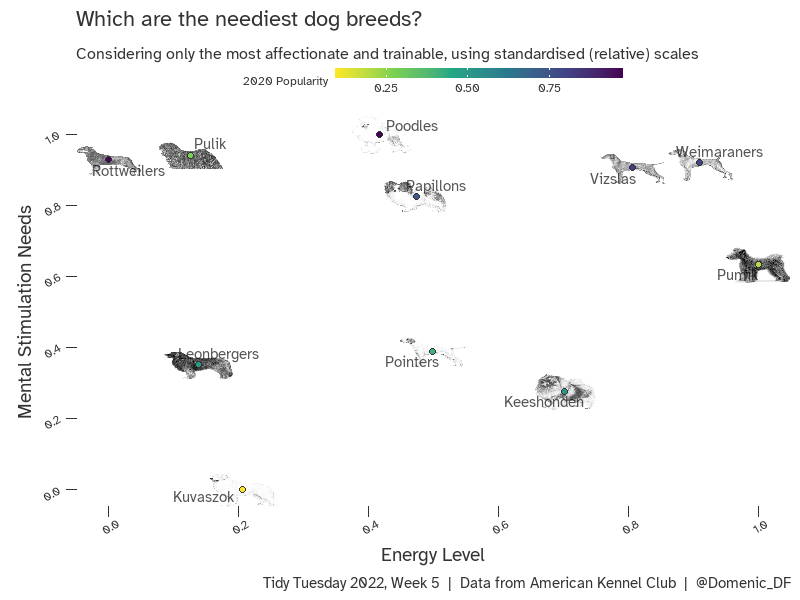 Which are the neediest dog breeds?
Considering only the most affectionate and trainable, using standardised (relative) scales
2020 Popularity
0.25 0.50 0.75
Poodles
Pulik
Weimaraners
Rottweilers
Vizslas
Papillons
Pumik
Leonbergers
Pointers
Keeshonden
Kuvaszok
Mental Stimulation Needs
1.0
0.8
0.6
0.4
0.2
0.0
0.0 0.2 0.4 0.6 0.8 1.0
Energy Level
Tidy Tuesday 2022, Week 5 | Data from American Kennel Club | @Domenic_DF